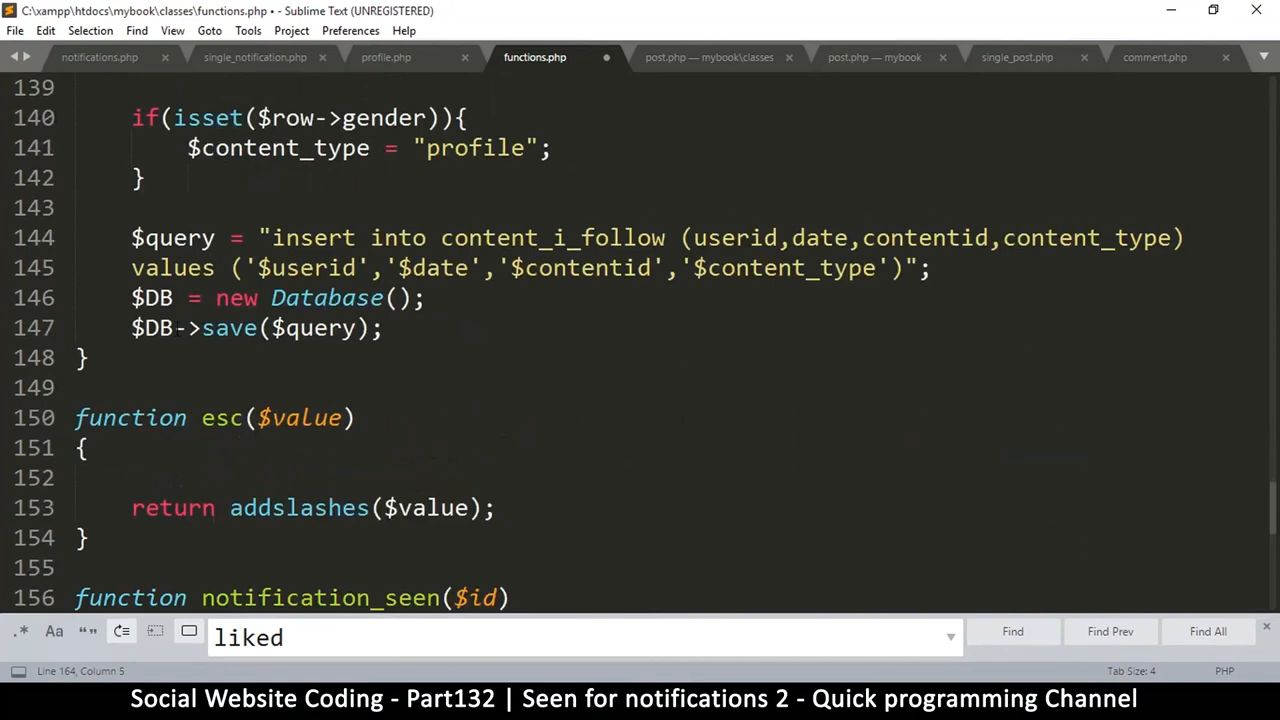 C:\xampp\htdocs\mybook\classes\functions.php • - Sublime Text (UNREGISTERED)
File Edit Selection Find View Goto Tools Project Preferences Help
notifications.php single_notification.php profile.php functions.php post.php — mybook\classes post.php — mybook single_post.php comment.php
139
140 if(isset($row->gender)){
141 $content_type = "profile";
142 }
143
144 $query = "insert into content_i_follow (userid,date,contentid,content_type)
145 values ('$userid','$date','$contentid','$content_type')";
146 $DB = new Database();
147 $DB->save($query);
148 }
149
150 function esc($value)
151 {
152
153 return addslashes($value);
154 }
155
156 function notification_seen($id)
.* Aa “” liked Find Find Prev Find All
Line 164, Column 5 Tab Size: 4 PHP
Social Website Coding - Part132 | Seen for notifications 2 - Quick programming Channel